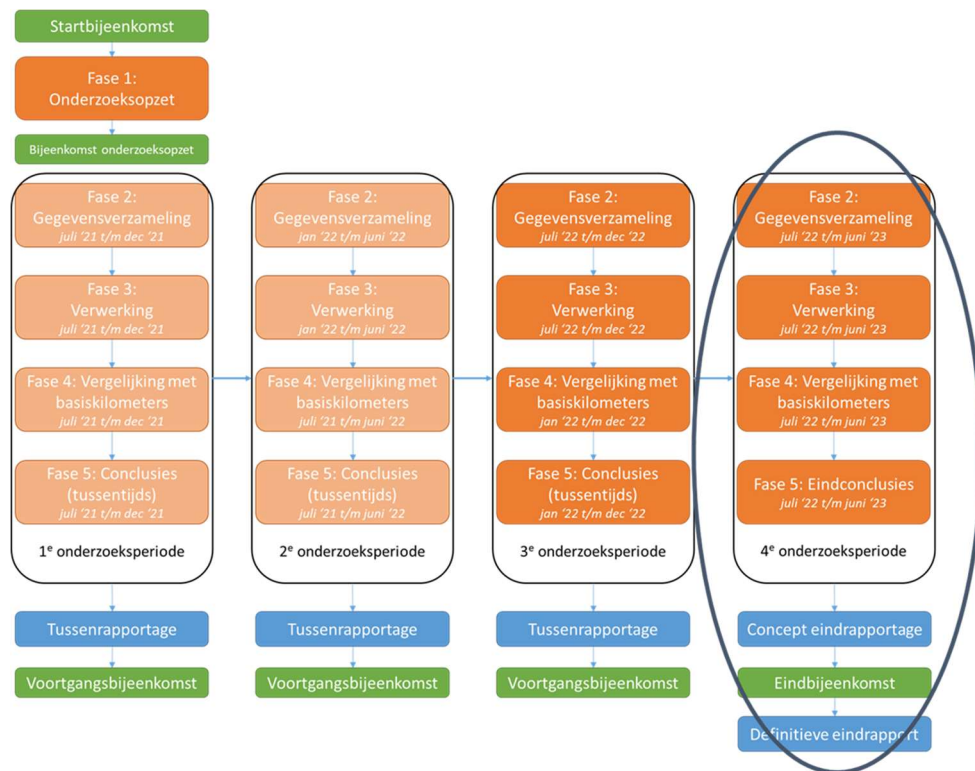 Startbijeenkomst
Fase 1:
Onderzoeksopzet
Bijeenkomst onderzoeksopzet
Fase 2:
Gegevensverzameling
juli '21 t/m dec '21
Fase 3:
Verwerking
juli '21 t/m dec '21
Fase 4: Vergelijking met
basiskilometers
juli '21 t/m dec '21
Fase 5: Conclusies
(tussentijds)
juli '21 t/m dec '21
1e onderzoeksperiode
Tussenrapportage
Voortgangsbijeenkomst
Fase 2:
Gegevensverzameling
jan '22 t/m juni '22
Fase 3:
Verwerking
jan '22 t/m juni '22
Fase 4: Vergelijking met
basiskilometers
juli '21 t/m juni '22
Fase 5: Conclusies
(tussentijds)
juli '21 t/m juni '22
2e onderzoeksperiode
Tussenrapportage
Voortgangsbijeenkomst
Fase 2:
Gegevensverzameling
juli '22 t/m dec '22
Fase 3:
Verwerking
juli '22 t/m dec '22
Fase 4: Vergelijking met
basiskilometers
jan '22 t/m dec '22
Fase 5: Conclusies
(tussentijds)
jan '22 t/m dec '22
3e onderzoeksperiode
Tussenrapportage
Voortgangsbijeenkomst
Fase 2:
Gegevensverzameling
juli '22 t/m juni '23
Fase 3:
Verwerking
juli '22 t/m juni '23
Fase 4: Vergelijking met
basiskilometers
juli '22 t/m juni '23
Fase 5: Eindconclusies
juli '22 t/m juni '23
4e onderzoeksperiode
Concept eindrapportage
Eindbijeenkomst
Definitieve eindrapport